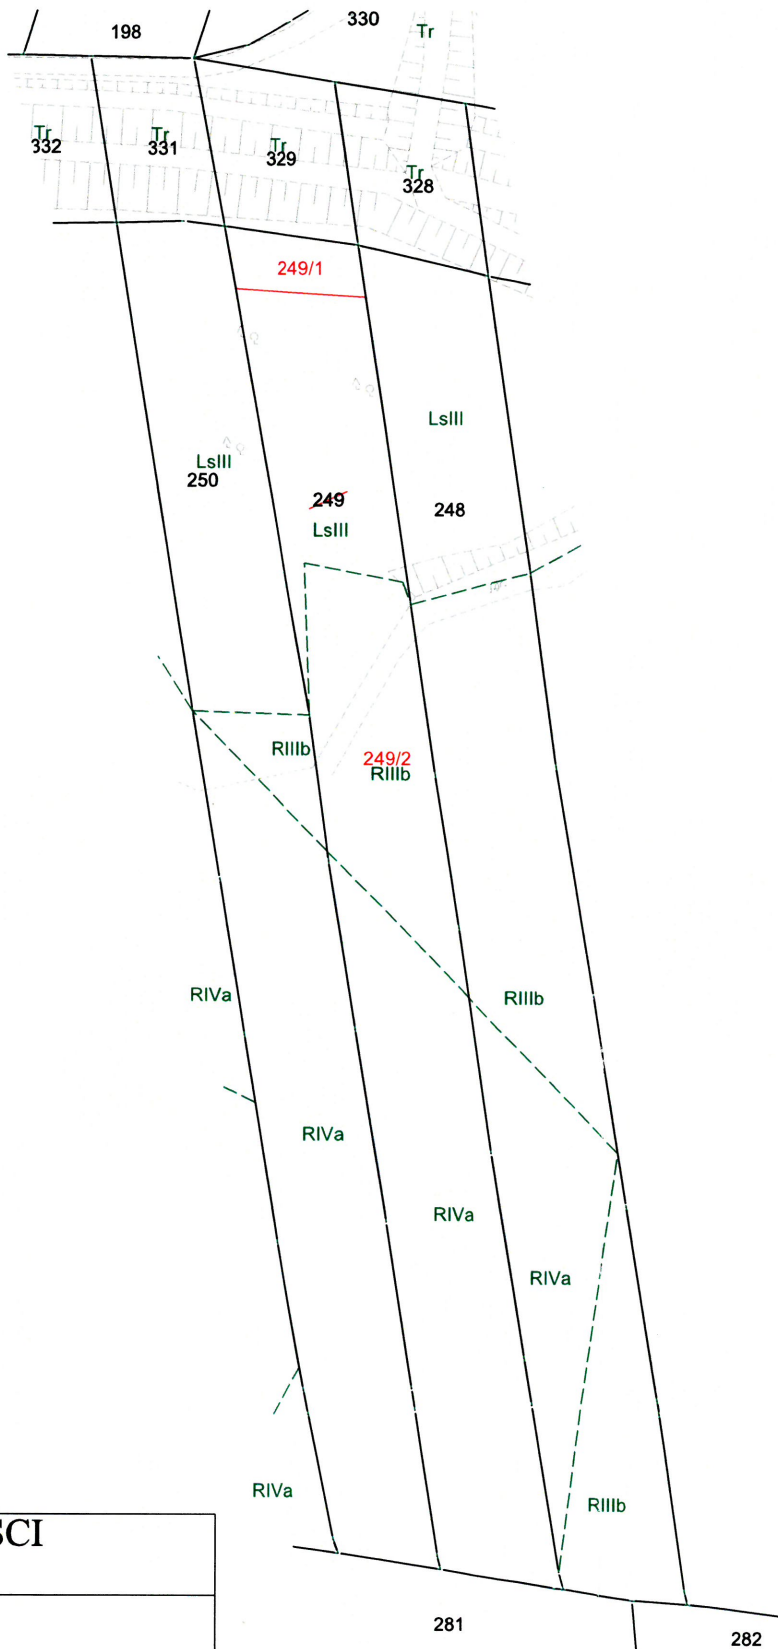 330
198
Tr
Tr
332
Tr
331
Tr
329
Tr
328
249/1
LsIII
LsIII
250
249
LsIII
248
RIIIb
249/2
RIIIb
RIVa
RIIIb
RIVa
RIVa
RIVa
RIVa
RIIIb
SCI
281
282